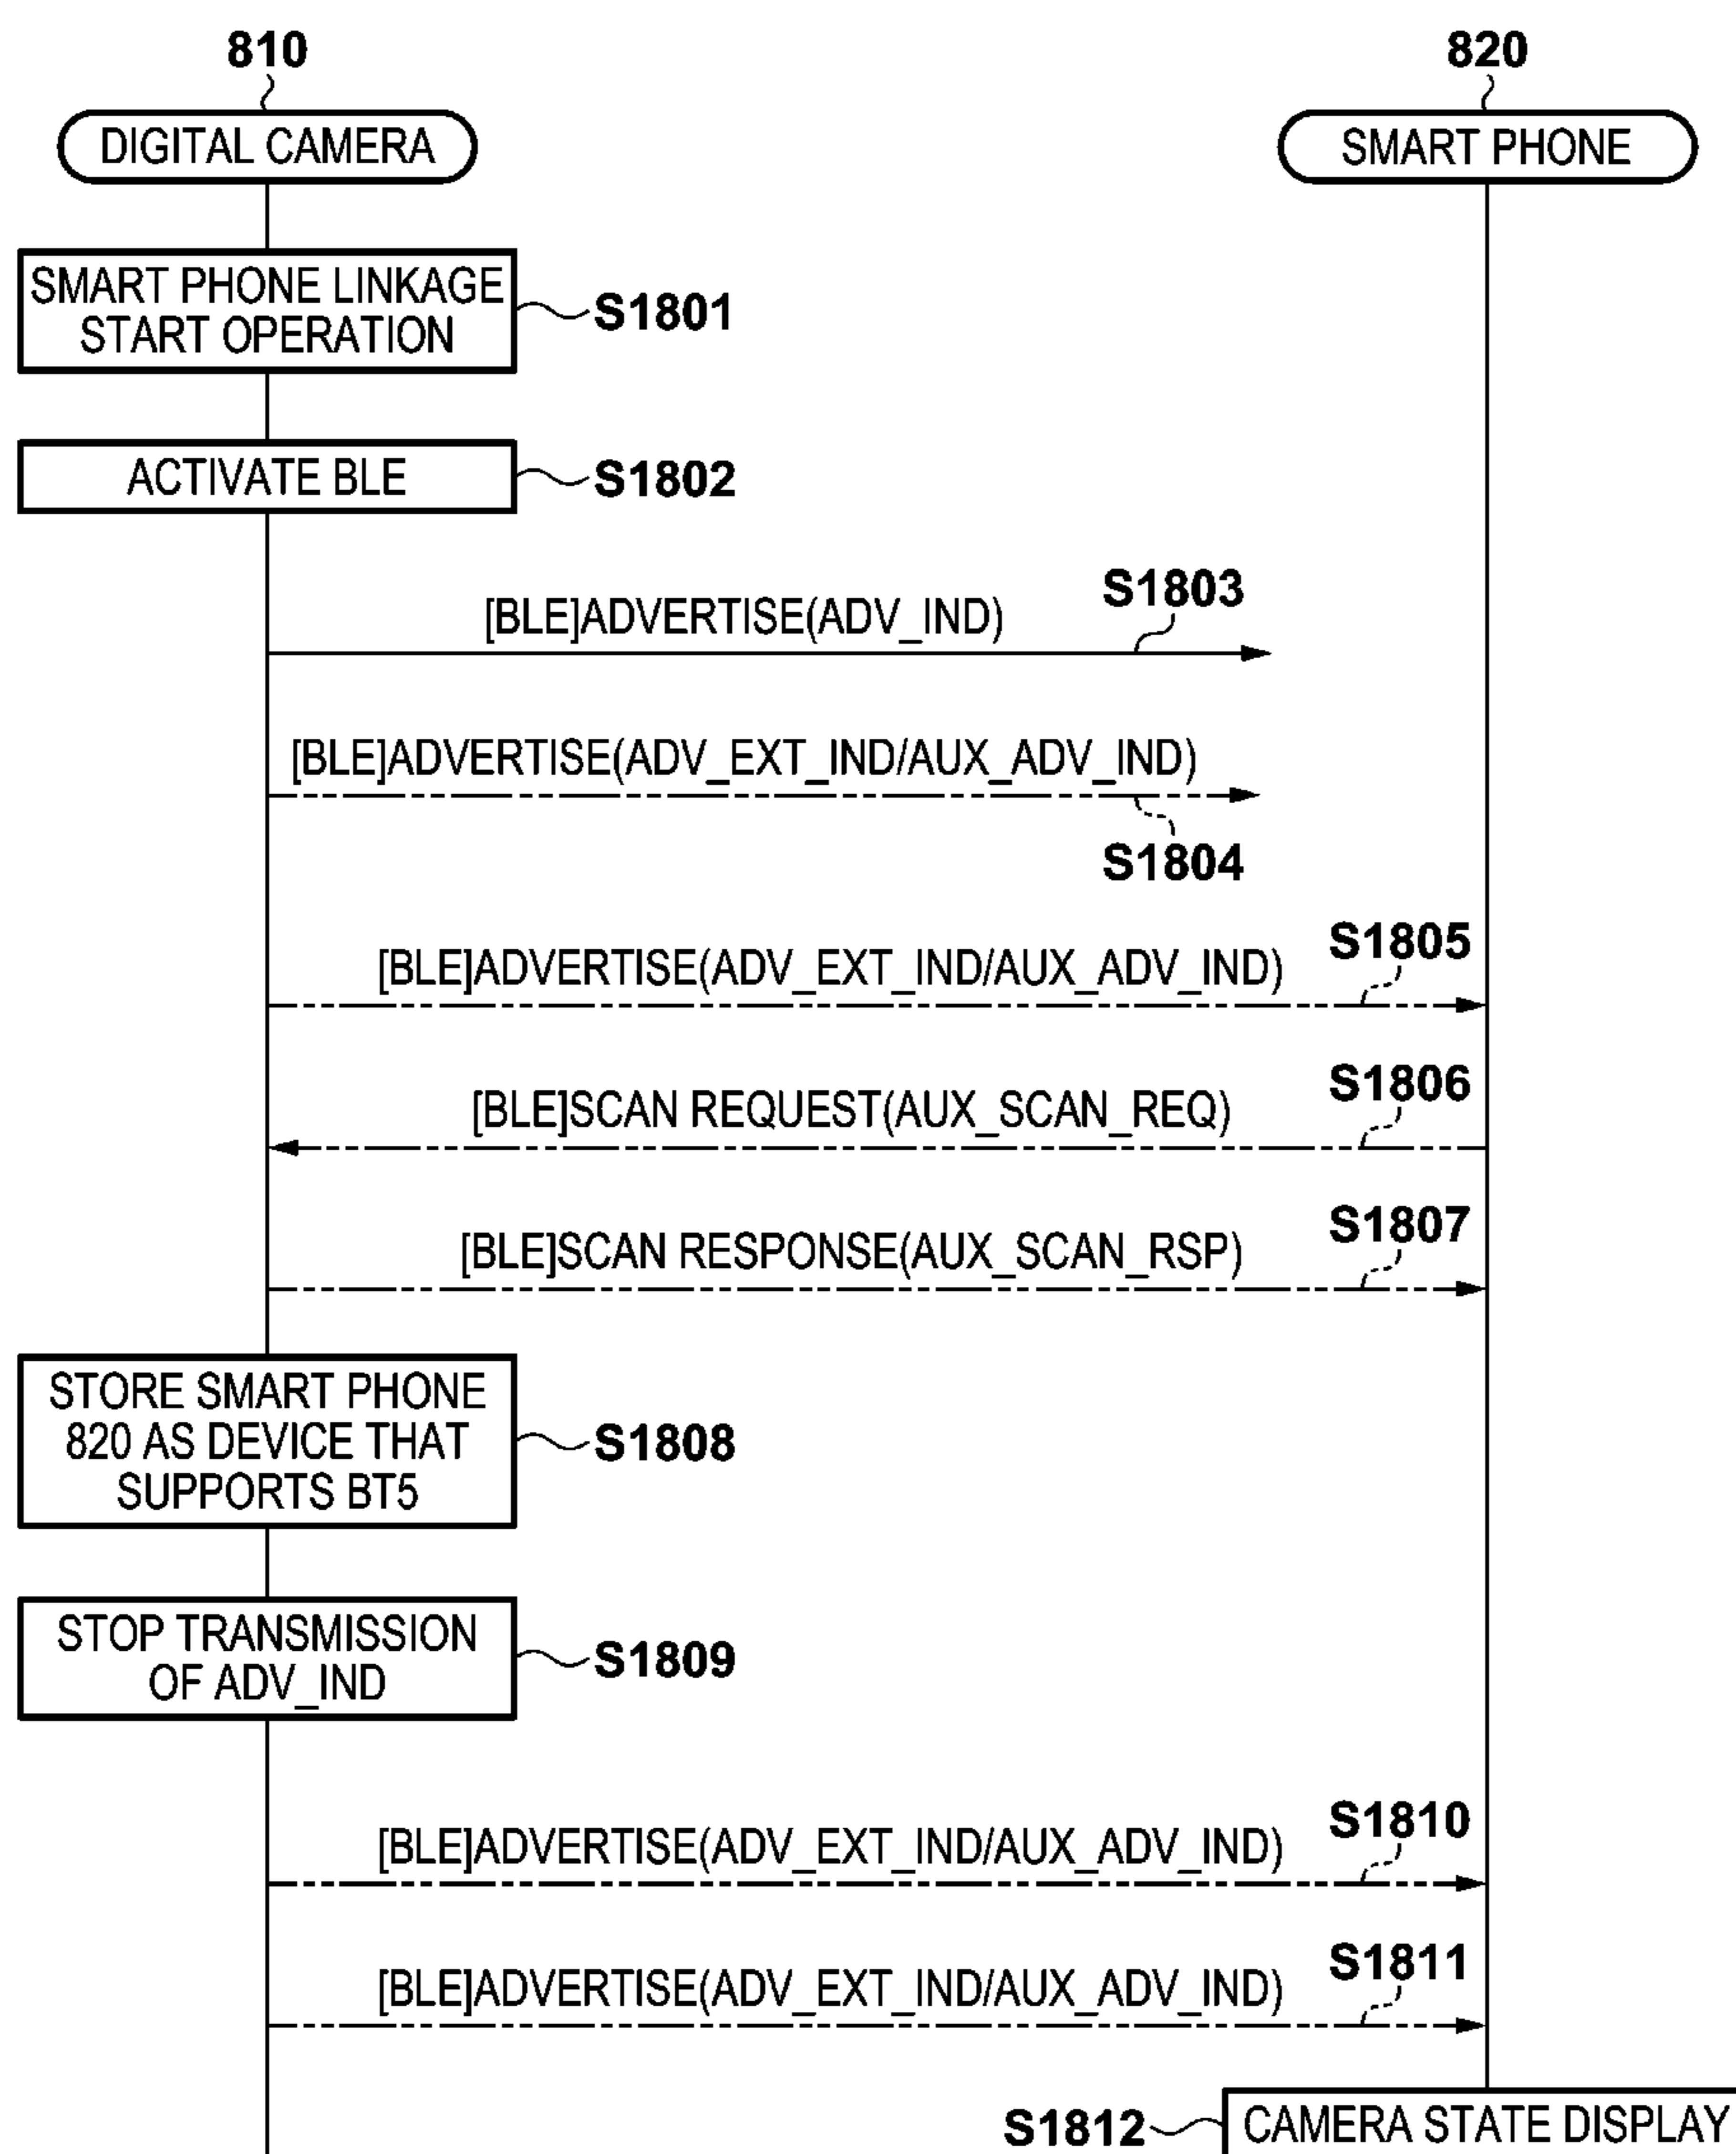 810
820
DIGITAL CAMERA
SMART PHONE
SMART PHONE LINKAGE
START OPERATION
S1801
ACTIVATE BLE
S1802
S1803
[BLE]ADVERTISE(ADV_IND)
[BLE]ADVERTISE(ADV_EXT_IND/AUX_ADV_IND)
S1804
S1805
[BLE]ADVERTISE(ADV_EXT_IND/AUX_ADV_IND)
S1806
[BLE]SCAN REQUEST(AUX_SCAN_REQ)
S1807
[BLE]SCAN RESPONSE(AUX_SCAN_RSP)
STORE SMART PHONE
820 AS DEVICE THAT
SUPPORTS BT5
S1808
STOP TRANSMISSION
OF ADV_IND
S1809
S1810
[BLE]ADVERTISE(ADV_EXT_IND/AUX_ADV_IND)
S1811
[BLE]ADVERTISE(ADV_EXT_IND/AUX_ADV_IND)
S1812
CAMERA STATE DISPLAY